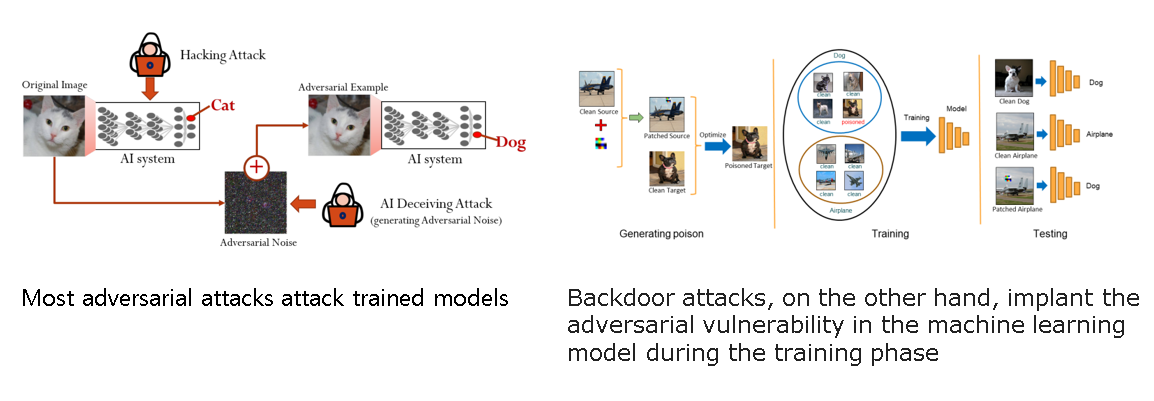 Hacking Attack
Original Image
Cat
AI system
Adversarial Example
Dog
AI system
AI Deceiving Attack
(generating Adversarial Noise)
Adversarial Noise
Most adversarial attacks attack trained models
Clean Source
Patched Source
Optimize
Clean Target
Poisoned Target
Generating poison
Dog
clean
clean
clean
poisoned
clean
clean
clean
clean
Airplane
Training
Model
Training
Clean Dog
Dog
Clean Airplane
Airplane
Patched Airplane
Dog
Testing
Backdoor attacks, on the other hand, implant the
adversarial vulnerability in the machine learning
model during the training phase